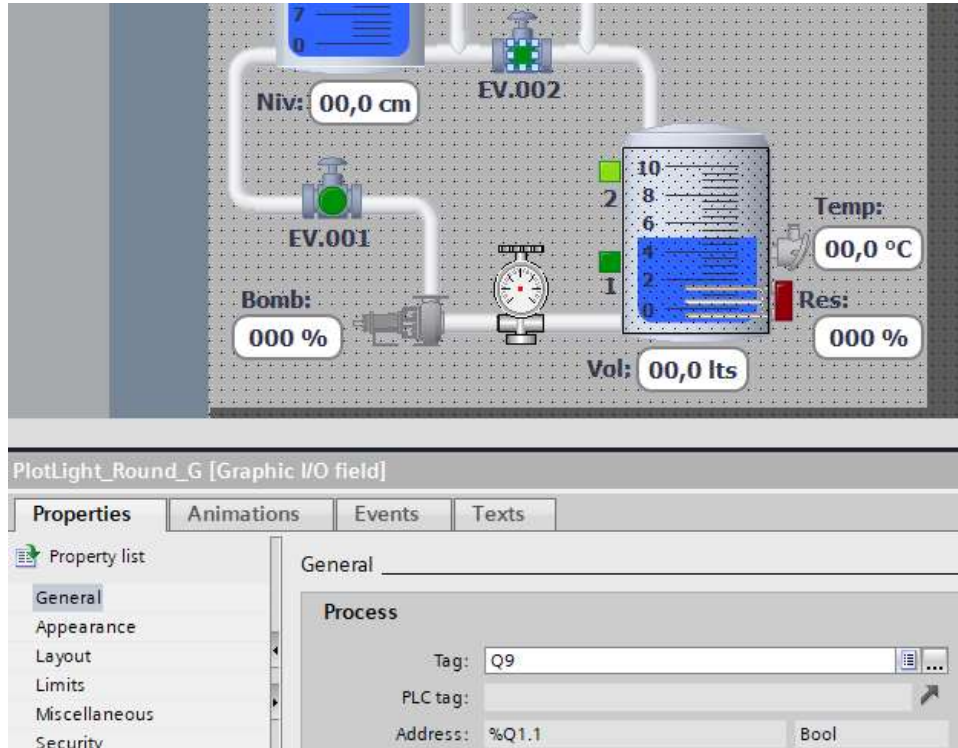 7
0
Niv: 00,0 cm
EV.002
10
2 8
6
Temp:
00,0 ºC
EV.001
4
1 2
0
Bomb:
000 %
Res:
000 %
Vol: 00,0 lts
PlotLight_Round_G [Graphic I/O field]
Properties Animations Events Texts
Property list
General
General
Appearance
Layout
Limits
Miscellaneous
Security
Process
Tag: Q9
PLC tag:
Address: %Q1.1 Bool